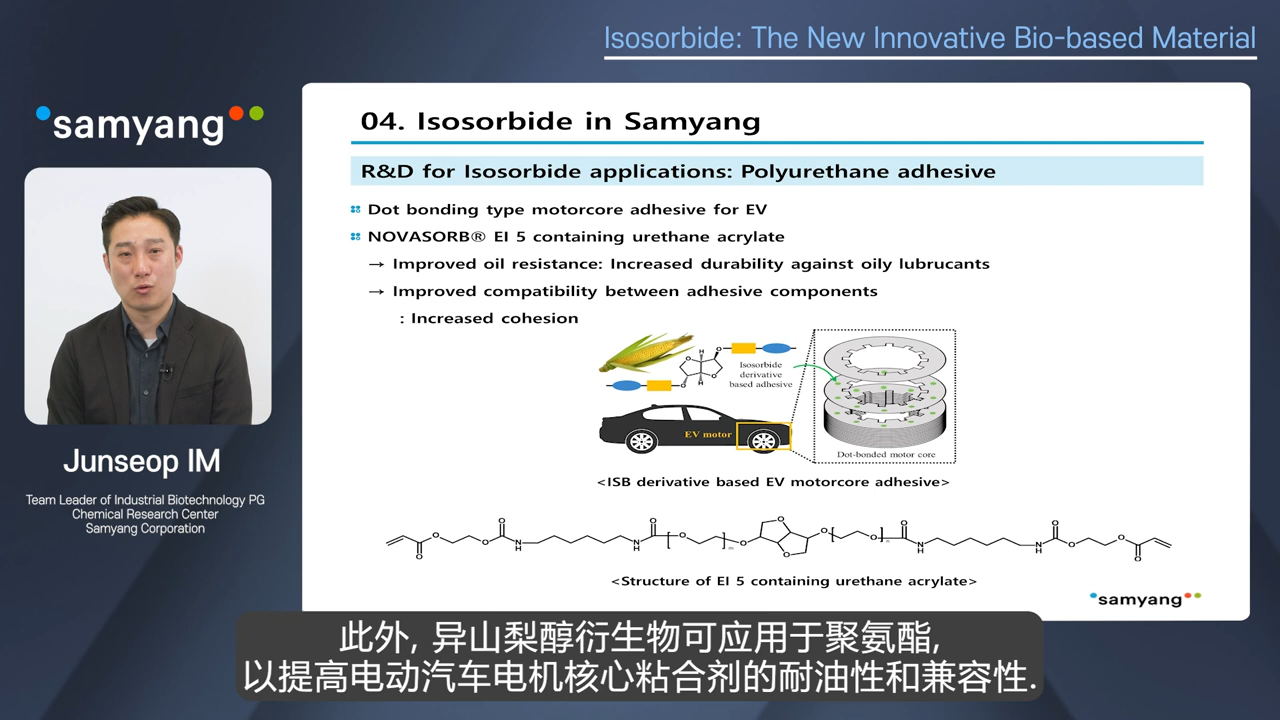 Isosorbide: The New Innovative Bio-based Material
samyang
Junseop IM
Team Leader of Industrial Biotechnology PG
Chemical Research Center
Samyang Corporation
04. Isosorbide in Samyang
R&D for Isosorbide applications: Polyurethane adhesive
Dot bonding type motorcore adhesive for EV
NOVASORB® EI 5 containing urethane acrylate
→ Improved oil resistance: Increased durability against oily lubrucants
→ Improved compatibility between adhesive components
: Increased cohesion
H
O
O
O
O
H
Isosorbide
derivative
based adhesive
EV motor
Dot-bonded motor core
<ISB derivative based EV motorcore adhesive>
O O O O O O O O
O O N H N H O m O O O O n N H N H O O
<Structure of EI 5 containing urethane acrylate>
samyang
此外, 异山梨醇衍生物可应用于聚氨酯,
以提高电动汽车电机核心粘合剂的耐油性和兼容性.